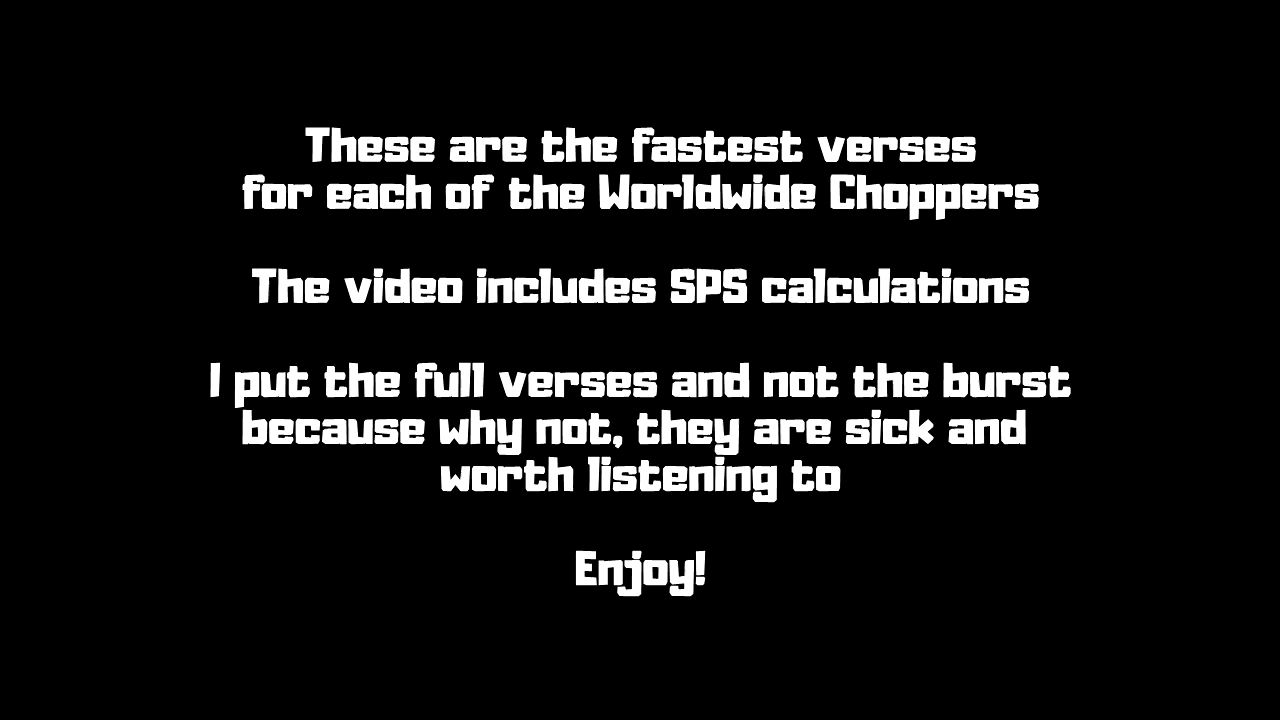 These are the fastest verses
for each of the Worldwide Choppers
The video includes SPS calculations
I put the full verses and not the burst
because why not, they are sick and
worth listening to
Enjoy!